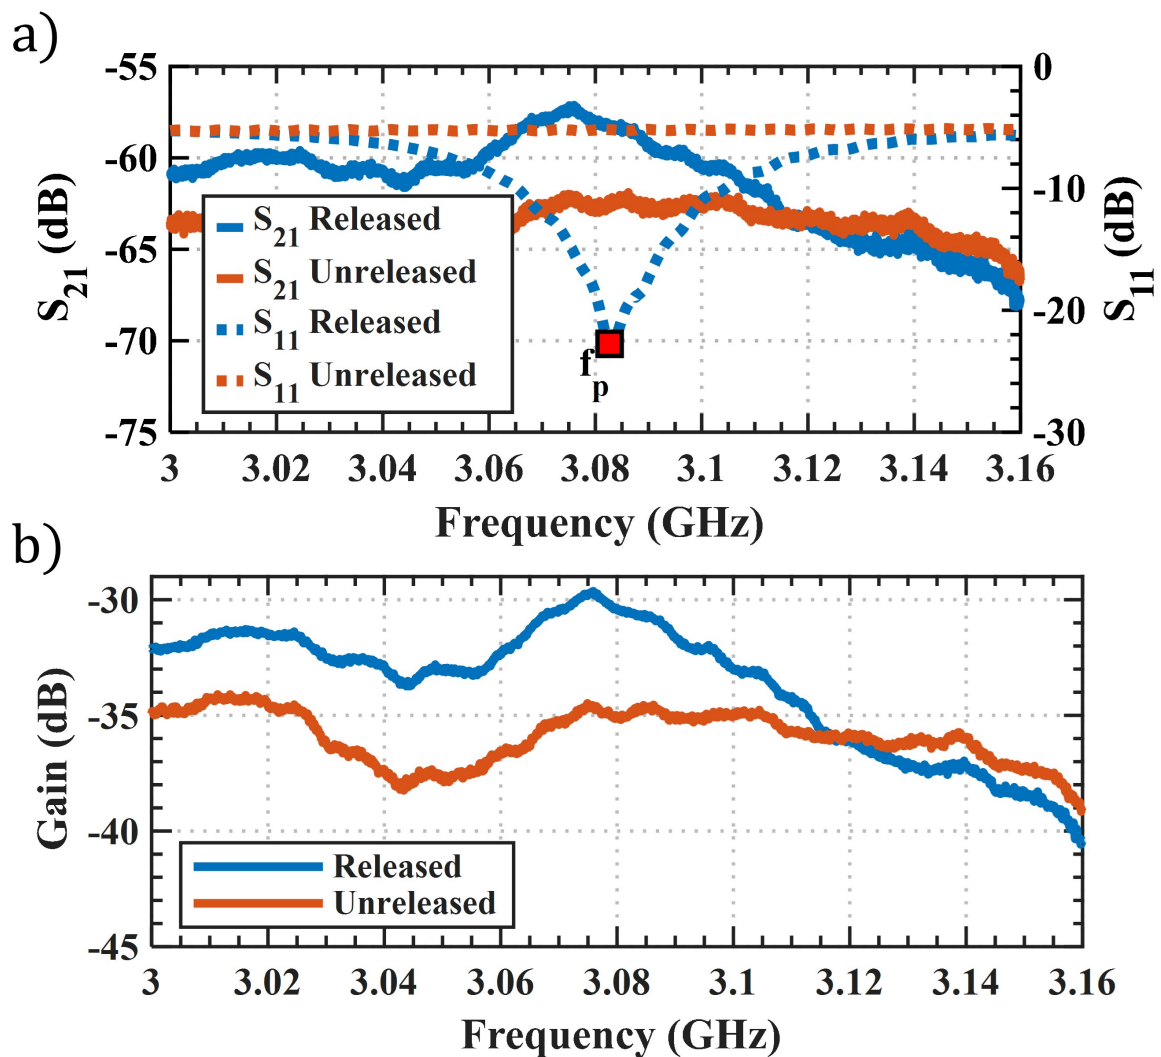 a)
-55
-60
-65
-70
-75
S21 (dB)
0
-10
-20
-30
S11 (dB)
S21 Released
S21 Unreleased
S11 Released
S11 Unreleased
fp
3 3.02 3.04 3.06 3.08 3.1 3.12 3.14 3.16
Frequency (GHz)
b)
-30
-35
-40
-45
Gain (dB)
Released
Unreleased
3 3.02 3.04 3.06 3.08 3.1 3.12 3.14 3.16
Frequency (GHz)